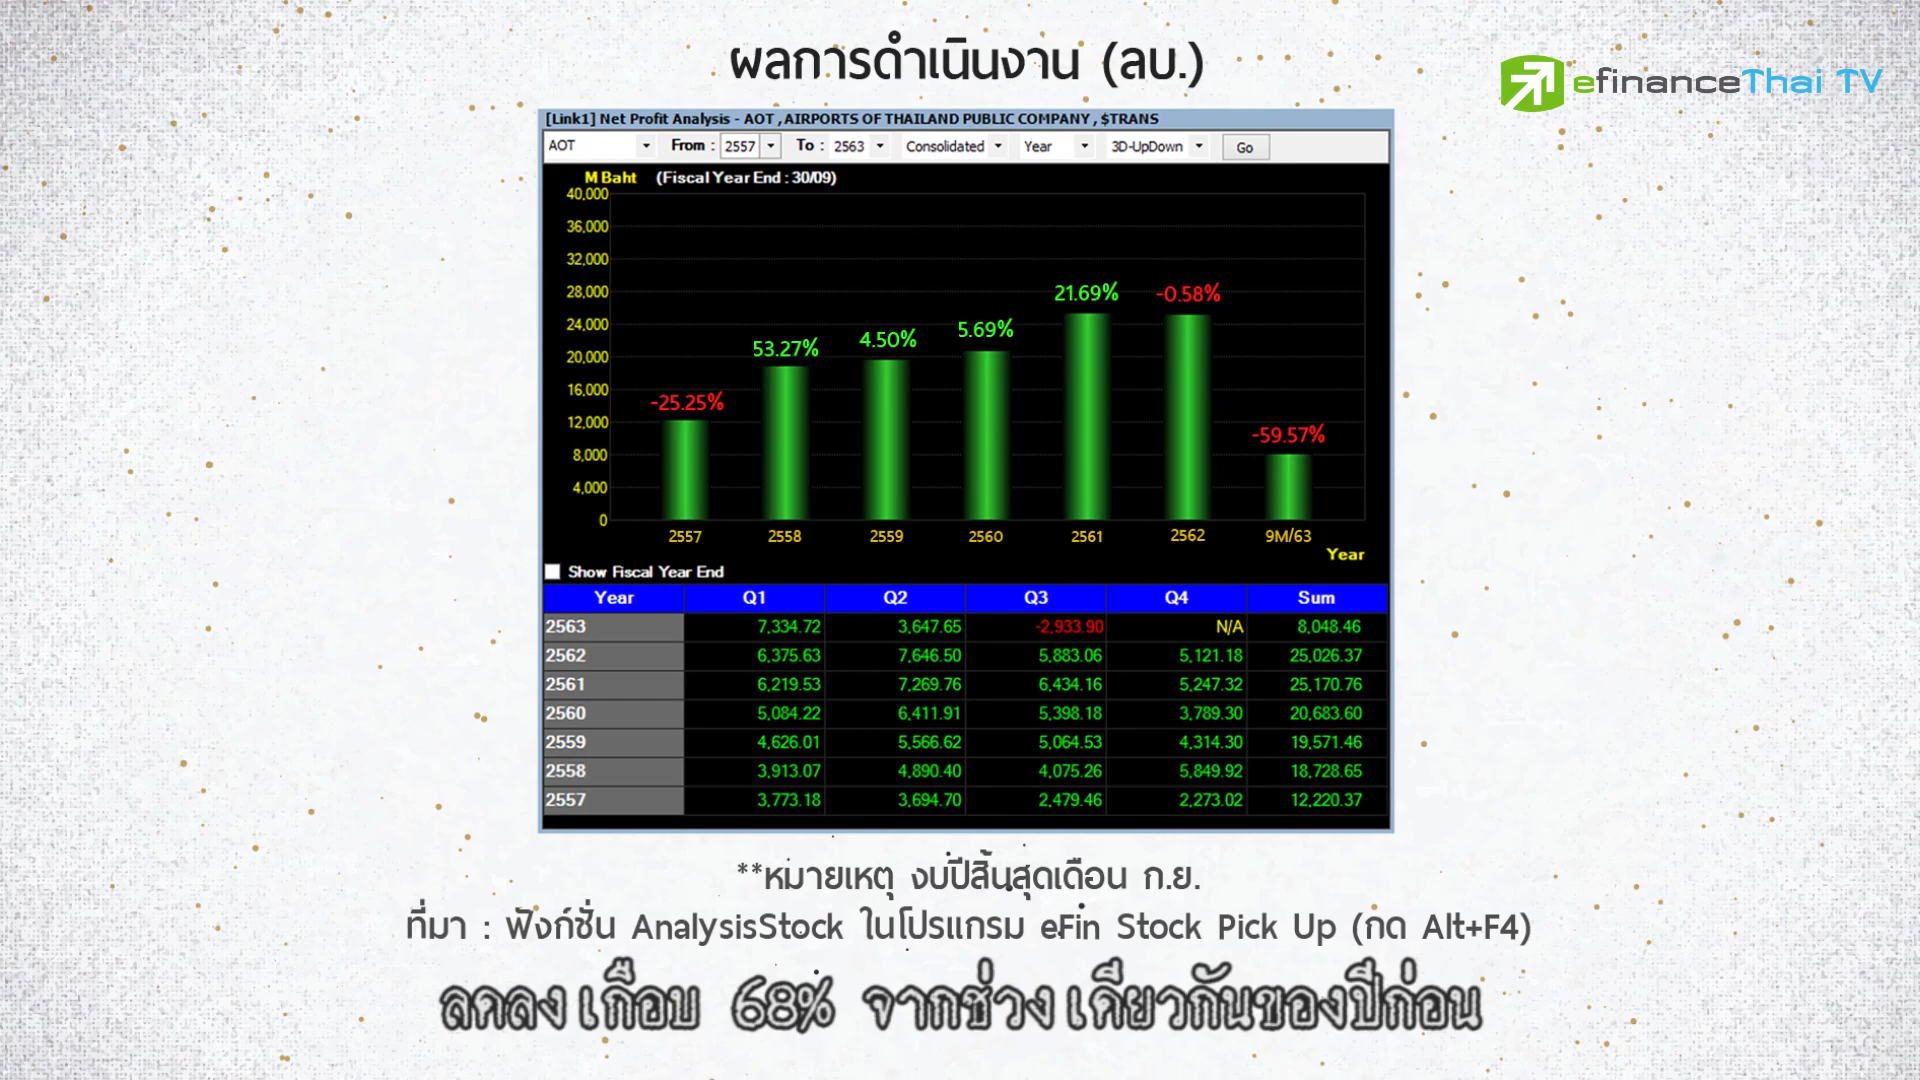 ผลการดำเนินงาน (ลบ.)
efinanceThai TV
[Link1] Net Profit Analysis - AOT , AIRPORTS OF THAILAND PUBLIC COMPANY , $TRANS
AOT From : 2557 To : 2563 Consolidated Year 3D-UpDown Go
M Baht (Fiscal Year End : 30/09)
40,000
36,000
32,000
28,000
24,000
20,000
16,000
12,000
8,000
4,000
0
-25.25% 53.27% 4.50% 5.69% 21.69% -0.58% -59.57%
2557 2558 2559 2560 2561 2562 9M/63
Year
Show Fiscal Year End
Year Q1 Q2 Q3 Q4 Sum
2563 7,334.72 3,647.65 -2,933.90 N/A 8,048.46
2562 6,375.63 7,646.50 5,883.06 5,121.18 25,026.37
2561 6,219.53 7,269.76 6,434.16 5,247.32 25,170.76
2560 5,084.22 6,411.91 5,398.18 3,789.30 20,683.60
2559 4,626.01 5,566.62 5,064.53 4,314.30 19,571.46
2558 3,913.07 4,890.40 4,075.26 5,849.92 18,728.65
2557 3,773.18 3,694.70 2,479.46 2,273.02 12,220.37
**หมายเหตุ งบปีสิ้นสุดเดือน ก.ย.
ที่มา : ฟังก์ชั่น AnalysisStock ในโปรแกรม eFin Stock Pick Up (กด Alt+F4)
ลดลงเกือบ 68% จากช่วงเดียวกันของปีก่อน